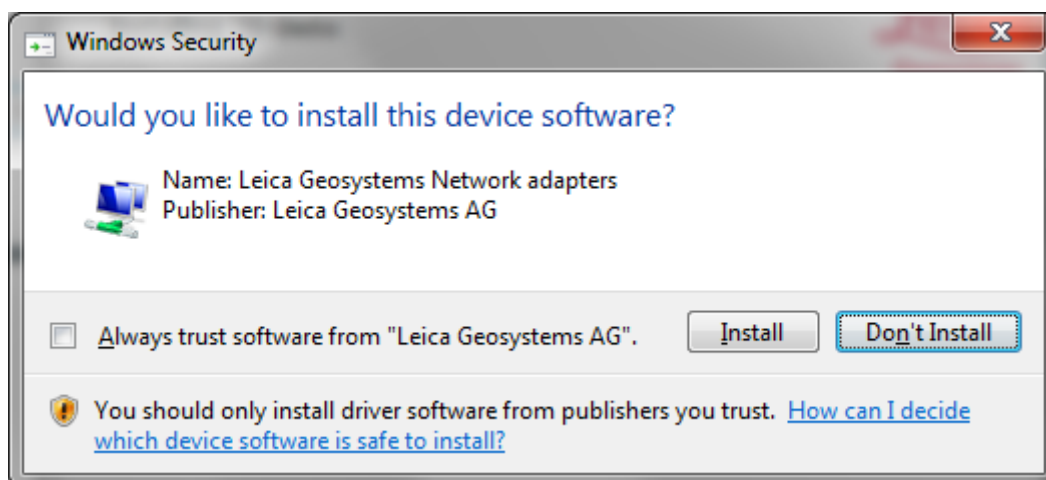 Windows Security
Would you like to install this device software?
Name: Leica Geosystems Network adapters
Publisher: Leica Geosystems AG
Always trust software from "Leica Geosystems AG".
Install
Don't Install
You should only install driver software from publishers you trust. How can I decide
which device software is safe to install?